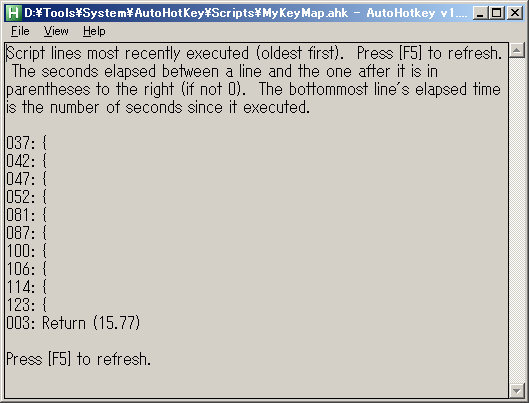 D:¥Tools¥System¥AutoHotKey¥Scripts¥MyKeyMap.ahk - AutoHotkey v1....
File View Help
Script lines most recently executed (oldest first).  Press [F5] to refresh.
The seconds elapsed between a line and the one after it is in
parentheses to the right (if not 0).  The bottommost line's elapsed time
is the number of seconds since it executed.
037: {
042: {
047: {
052: {
081: {
087: {
100: {
106: {
114: {
123: {
003: Return (15.77)
Press [F5] to refresh.